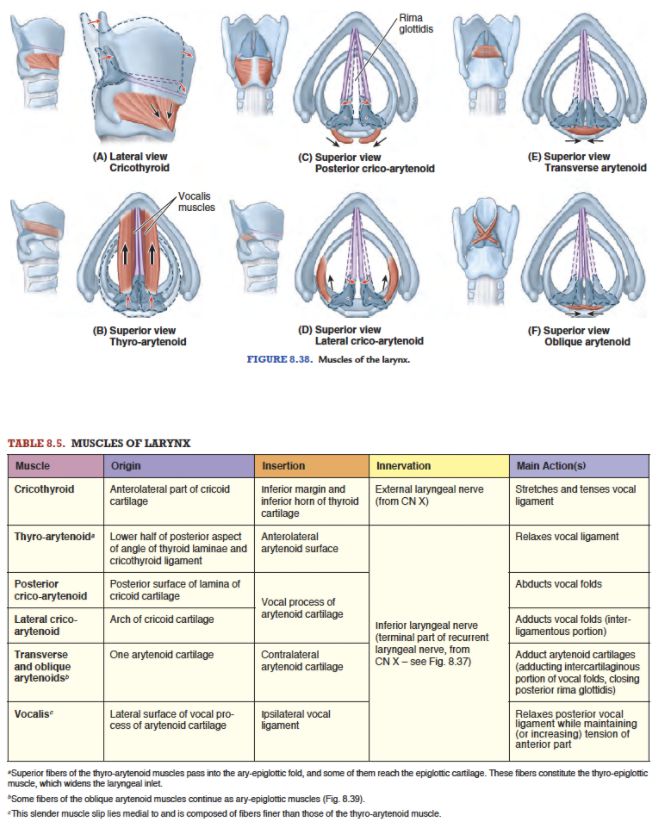 Rima
glottidis
(A) Lateral view
Cricothyroid
(C) Superior view
Posterior crico-arytenoid
(E) Superior view
Transverse arytenoid
Vocalis
muscles
(B) Superior view
Thyro-arytenoid
(D) Superior view
Lateral crico-arytenoid
(F) Superior view
Oblique arytenoid
FIGURE 8.38. Muscles of the larynx.
TABLE 8.5. MUSCLES OF LARYNX
Muscle Origin Insertion Innervation Main Action(s)
Cricothyroid
Anterolateral part of cricoid
cartilage
Inferior margin and
inferior horn of thyroid
cartilage
External laryngeal nerve
(from CN X)
Stretches and tenses vocal
ligament
Thyro-arytenoidᵃ
Lower half of posterior aspect
of angle of thyroid laminae and
cricothyroid ligament
Anterolateral
arytenoid surface
Inferior laryngeal nerve
(terminal part of recurrent
laryngeal nerve, from
CN X – see Fig. 8.37)
Relaxes vocal ligament
Posterior
crico-arytenoid
Posterior surface of lamina of
cricoid cartilage
Vocal process of
arytenoid cartilage
Abducts vocal folds
Lateral crico-
arytenoid
Arch of cricoid cartilage
Adducts vocal folds (inter-
ligamentous portion)
Transverse
and oblique
arytenoidsᵇ
One arytenoid cartilage
Contralateral
arytenoid cartilage
Adduct arytenoid cartilages
(adducting intercartilaginous
portion of vocal folds, closing
posterior rima glottidis)
Vocalisᶜ
Lateral surface of vocal pro-
cess of arytenoid cartilage
Ipsilateral vocal
ligament
Relaxes posterior vocal
ligament while maintaining
(or increasing) tension of
anterior part
ᵃSuperior fibers of the thyro-arytenoid muscles pass into the ary-epiglottic fold, and some of them reach the epiglottic cartilage. These fibers constitute the thyro-epiglottic
muscle, which widens the laryngeal inlet.
ᵇSome fibers of the oblique arytenoid muscles continue as ary-epiglottic muscles (Fig. 8.39).
ᶜThis slender muscle slip lies medial to and is composed of fibers finer than those of the thyro-arytenoid muscle.